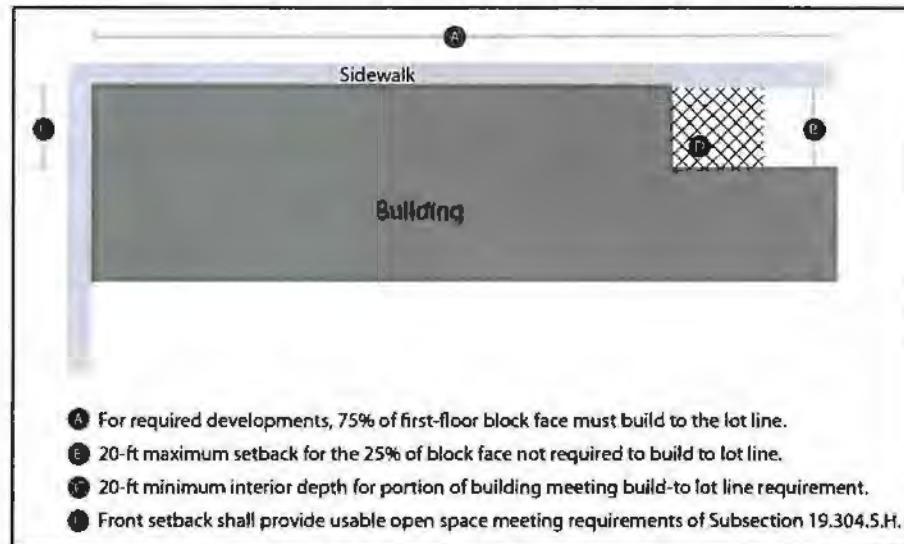 A
Sidewalk
Building
A For required developments, 75% of first-floor block face must build to the lot line.
20-ft maximum setback for the 25% of block face not required to build to lot line.
20-ft minimum interior depth for portion of building meeting build-to lot line requirement.
Front setback shall provide usable open space meeting requirements of Subsection 19.304.5.H.